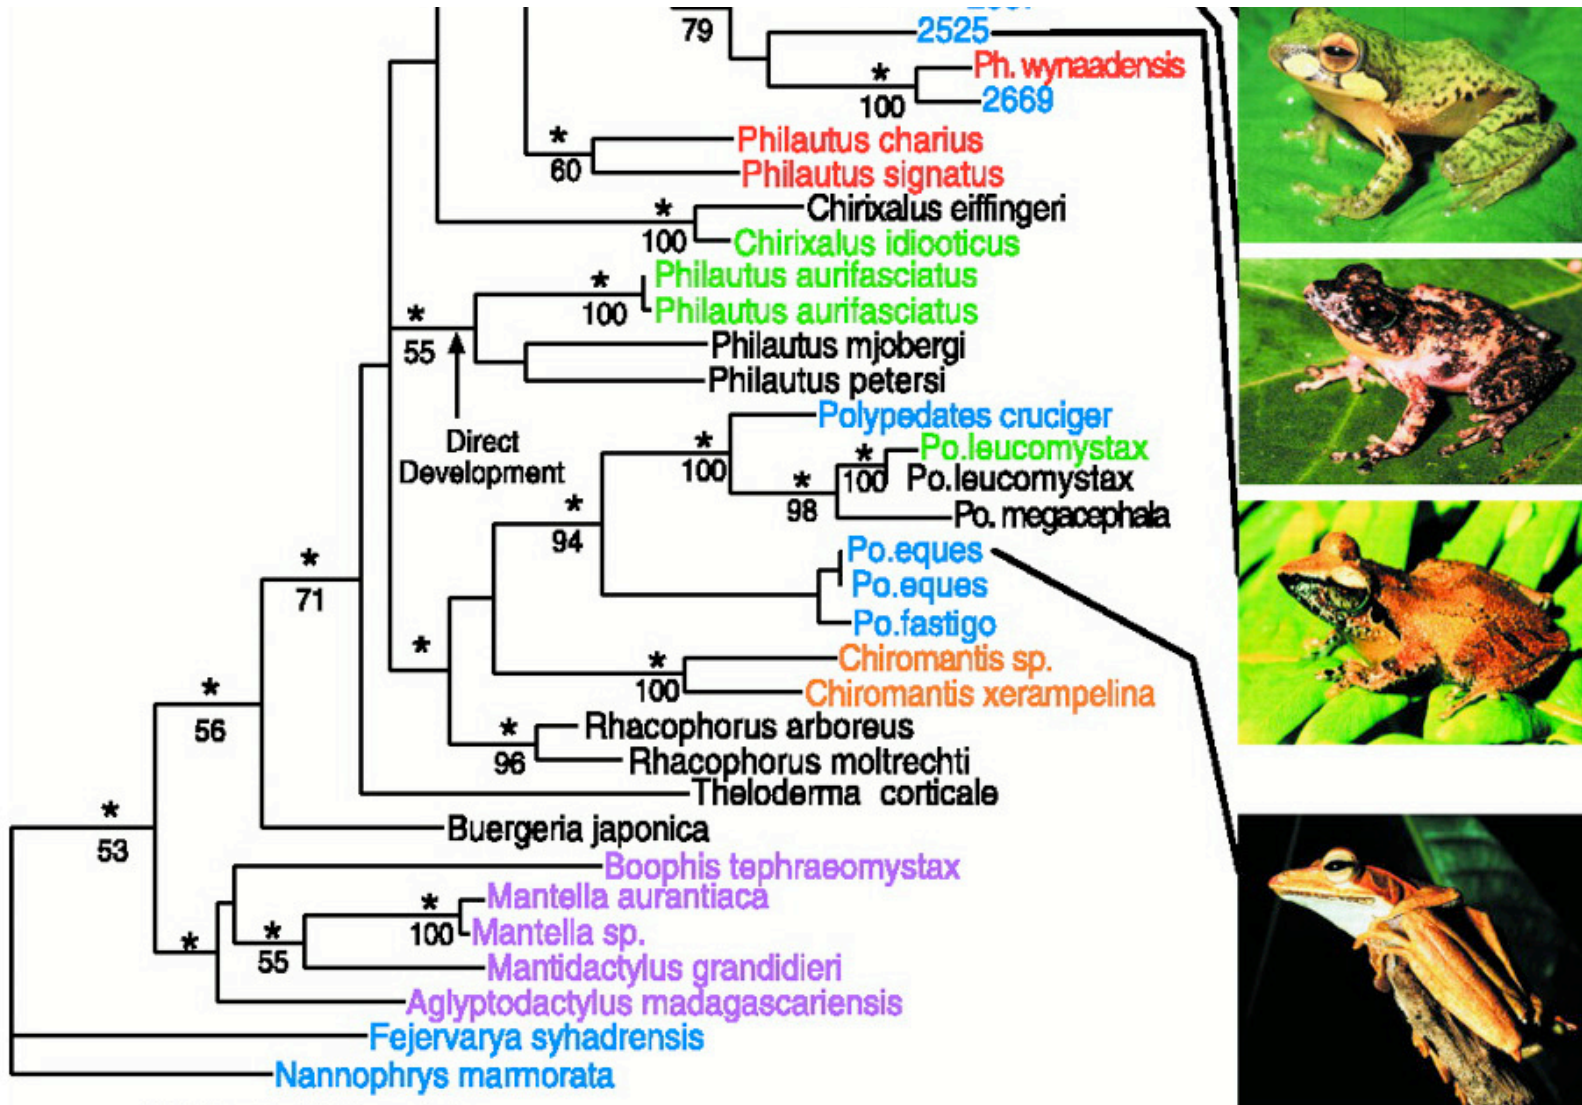 79
2525
*
Ph. wynaadensis
100
2669
*
Philautus charius
60
Philautus signatus
*
Chirixalus eiffingeri
100
Chirixalus idiooticus
*
Philautus aurifasciatus
100
Philautus aurifasciatus
*
55
Philautus mjobergi
Philautus petersi
Direct
Development
Polypedates cruciger
*
100
*
Po.leucomystax
100
Po.leucomystax
*
98
Po. megacephala
*
94
Po.eques
Po.eques
Po.fastigo
*
71
*
*
Chiromantis sp.
100
Chiromantis xerampelina
*
56
*
Rhacophorus arboreus
96
Rhacophorus moltrechti
Theloderma corticale
*
53
Buergeria japonica
Boophis tephraeomystax
*
Mantella aurantiaca
100
Mantella sp.
*
*
55
Mantidactylus grandidieri
Aglyptodactylus madagascariensis
Fejervarya syhadrensis
Nannophrys marmorata